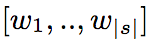 [w_1, .., w_{|s|}]